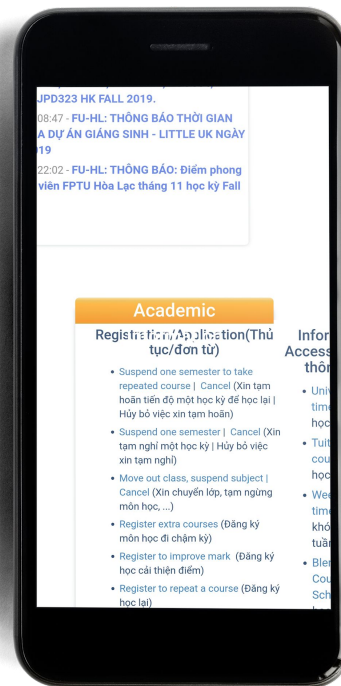 JPD323 HK FALL 2019.
08:47 - FU-HL: THÔNG BÁO THỜI GIAN
A DỰ ÁN GIÁNG SINH - LITTLE UK NGÀY
19
22:02 - FU-HL: THÔNG BÁO: Điểm phong
viên FPTU Hòa Lạc tháng 11 học kỳ Fall
Academic
Registration/Application(Thủ
tục/đơn từ)
Suspend one semester to take
repeated course | Cancel (Xin tạm
hoãn tiến độ một học kỳ để học lại |
Hủy bỏ việc xin tạm hoãn)
Suspend one semester | Cancel (Xin
tạm nghỉ một học kỳ | Hủy bỏ việc
xin tạm nghỉ)
Move out class, suspend subject |
Cancel (Xin chuyển lớp, tạm ngừng
môn học, ...)
Register extra courses (Đăng ký
môn học đi chậm kỳ)
Register to improve mark (Đăng ký
học cải thiện điểm)
Register to repeat a course (Đăng ký
học lại)
Infor
Access
thôn
Univ
time
học
Tuit
cou
học
Wee
time
khó
tuần
Blen
Cou
Sch